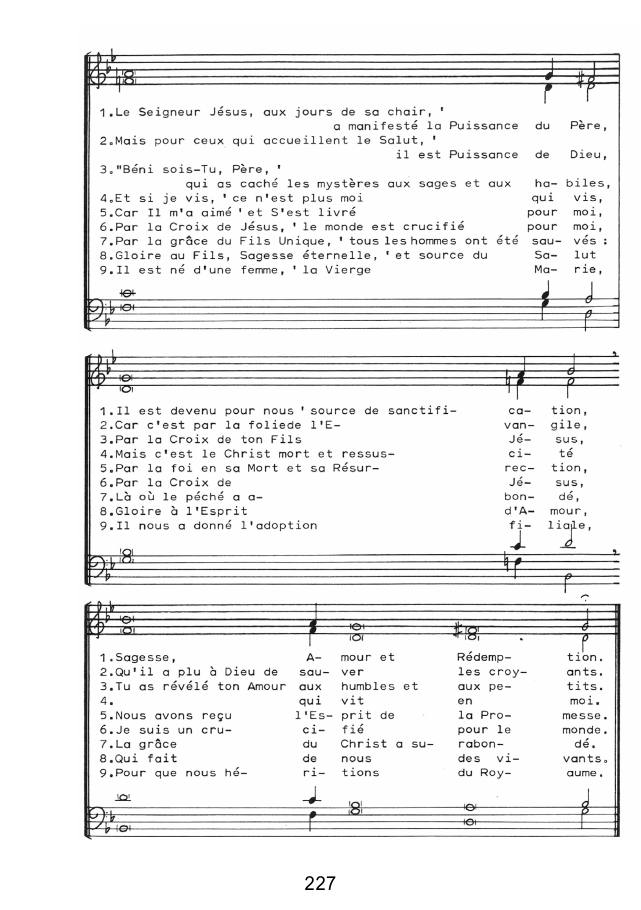 1.Le Seigneur Jésus, aux jours de sa chair, '
a manifesté la Puissance du Père,
2.Mais pour ceux qui accueillent le Salut, '
il est Puissance de Dieu,
3."Béni sois-Tu, Père, '
qui as caché les mystères aux sages et aux ha- biles,
4.Et si je vis, ' ce n'est plus moi qui vis,
5.Car Il m'a aimé ' et S'est livré pour moi,
6.Par la Croix de Jésus, ' le monde est crucifié pour moi,
7.Par la grâce du Fils Unique, ' tous les hommes ont été sau- vés :
8.Gloire au Fils, Sagesse éternelle, ' et source du Sa- lut
9.Il est né d'une femme, ' la Vierge Ma- rie,
1.Il est devenu pour nous ' source de sanctifi- ca- tion,
2.Car c'est par la foliede l'E- van- gile,
3.Par la Croix de ton Fils Jé- sus,
4.Mais c'est le Christ mort et ressus- ci- té
5.Par la foi en sa Mort et sa Résur- rec- tion,
6.Par la Croix de Jé- sus,
7.Là où le péché a a- bon- dé,
8.Gloire à l'Esprit d'A- mour,
9.Il nous a donné l'adoption fi- liale,
1.Sagesse, A- mour et Rédemp- tion.
2.Qu'il a plu à Dieu de sau- ver les croy- ants.
3.Tu as révélé ton Amour aux humbles et aux pe- tits.
4. qui vit en moi.
5.Nous avons reçu l'Es- prit de la Pro- messe.
6.Je suis un cru- ci- fié pour le monde.
7.La grâce du Christ a su- rabon- dé.
8.Qui fait de nous des vi- vants.
9.Pour que nous hé- ri- tions du Roy- aume.
227